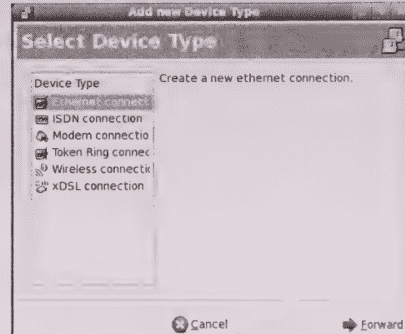 Add new Device Type
Select Device Type
Device Type
Create a new ethernet connection.
Ethernet connect
ISDN connection
Modem connectio
Token Ring connec
Wireless connectio
xDSL connection
Cancel
Forward